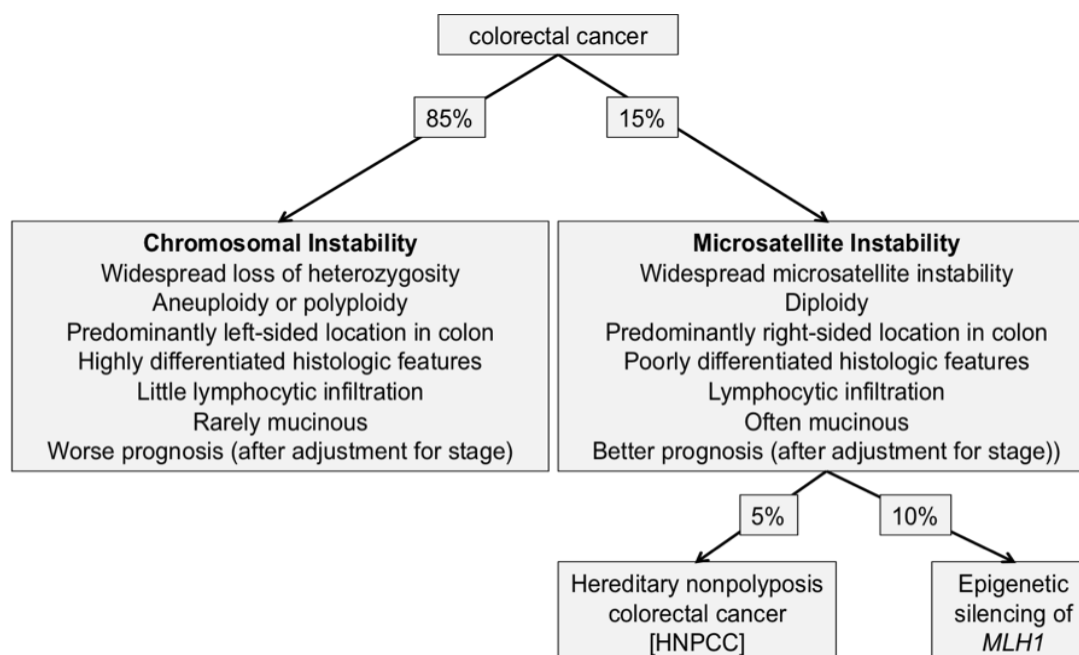 colorectal cancer
85%
15%
Chromosomal Instability
Widespread loss of heterozygosity
Aneuploidy or polyploidy
Predominantly left-sided location in colon
Highly differentiated histologic features
Little lymphocytic infiltration
Rarely mucinous
Worse prognosis (after adjustment for stage)
Microsatellite Instability
Widespread microsatellite instability
Diploidy
Predominantly right-sided location in colon
Poorly differentiated histologic features
Lymphocytic infiltration
Often mucinous
Better prognosis (after adjustment for stage))
5%
10%
Hereditary nonpolyposis
colorectal cancer
[HNPCC]
Epigenetic
silencing of
MLH1